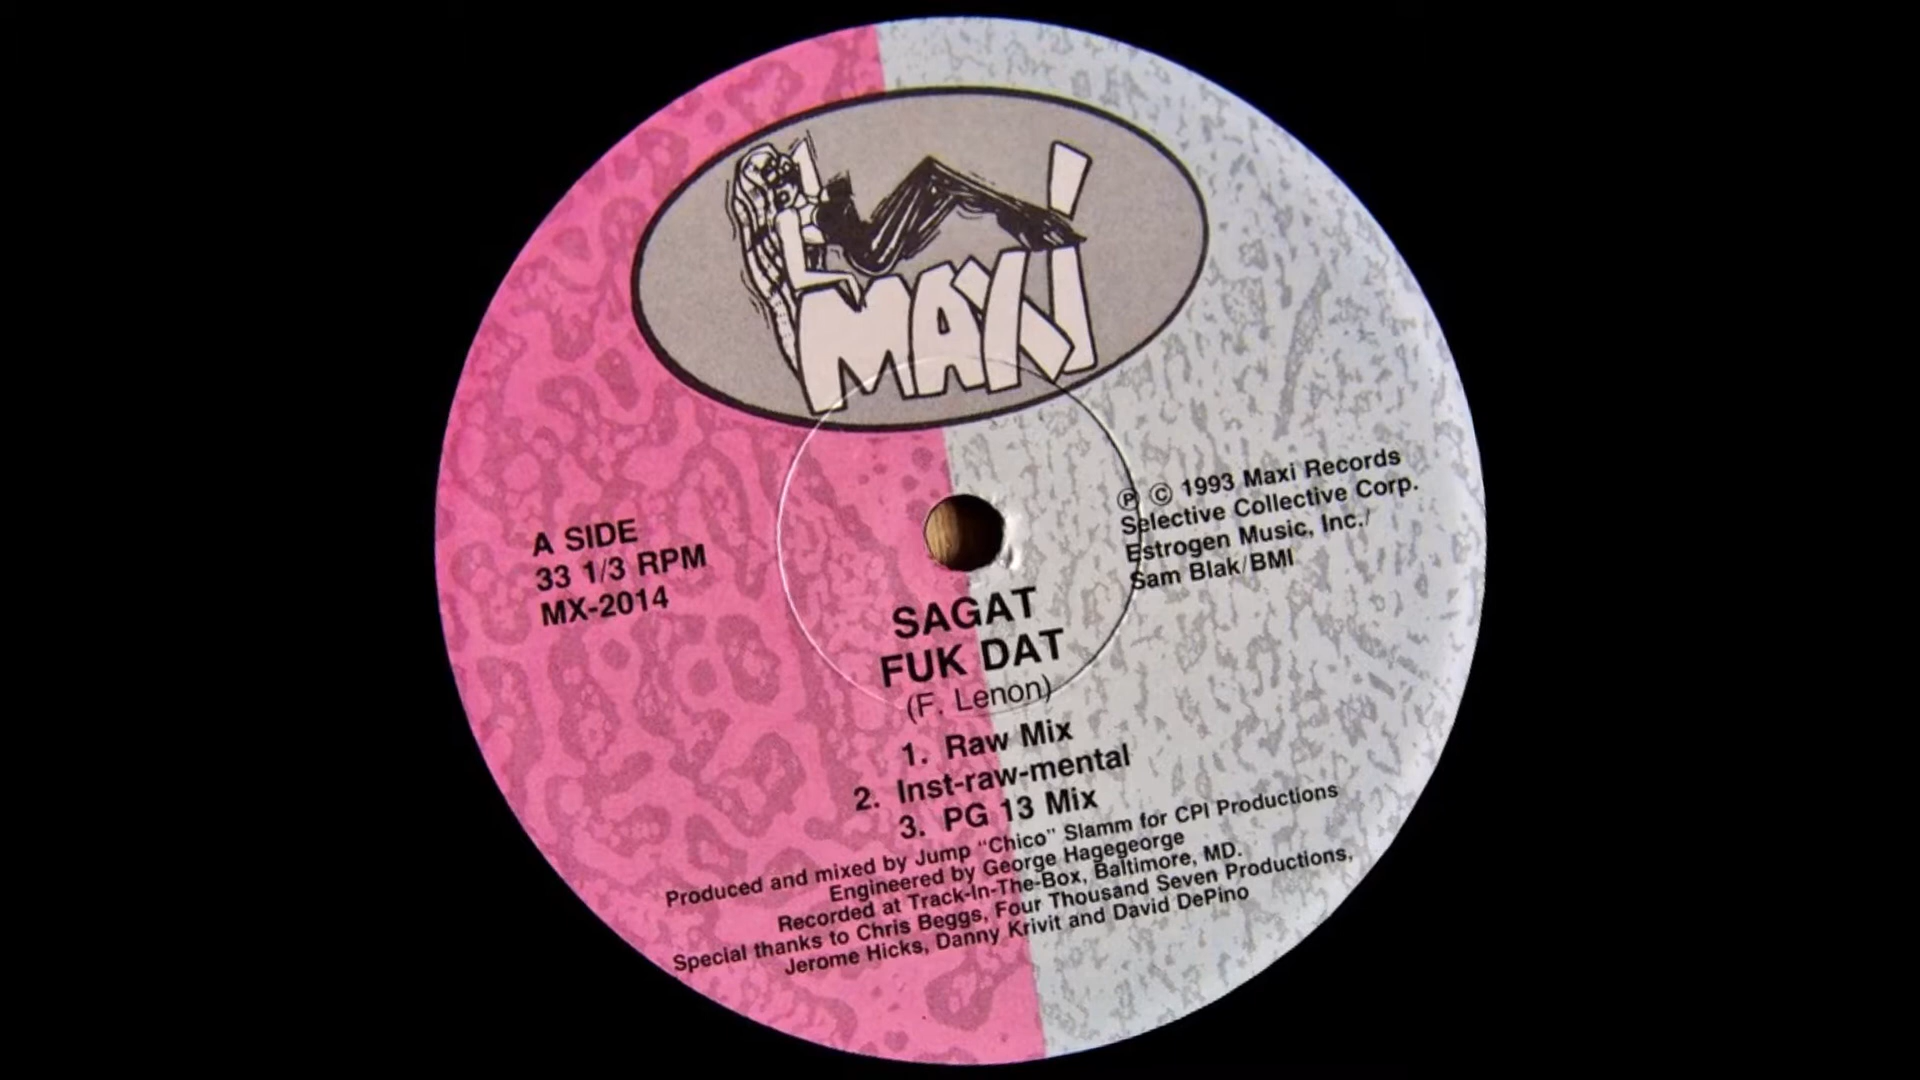 MAXI
A SIDE
33 1/3 RPM
MX-2014
℗ © 1993 Maxi Records
Selective Collective Corp.
Estrogen Music, Inc./
Sam Blak/BMI
SAGAT
FUK DAT
(F. Lenon)
1. Raw Mix
2. Inst-raw-mental
3. PG 13 Mix
Produced and mixed by Jump "Chico" Slamm for CPI Productions
Engineered by George Hagegeorge
Recorded at Track-In-The-Box, Baltimore, MD.
Special thanks to Chris Beggs, Four Thousand Seven Productions,
Jerome Hicks, Danny Krivit and David DePino